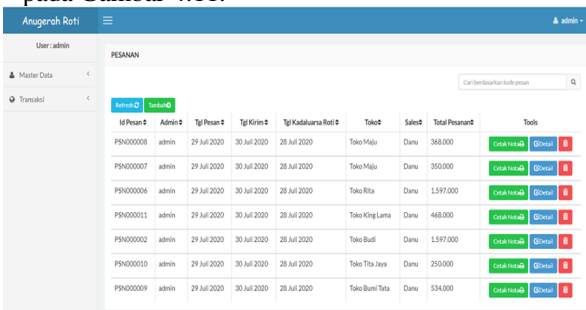 pada Gambar 4.11.
Anugerah Roti
admin
User : admin
PESANAN
Master Data
Transaksi
Cari berdasarkan kode pesan
Refresh Tambah
Id Pesan Admin Tgl Pesan Tgl Kirim Tgl Kadaluarsa Roti Toko Sales Total Pesanan Tools
PSN000008 admin 29 Juli 2020 30 Juli 2020 28 Juli 2020 Toko Maju Danu 368.000 Cetak Nota Detail
PSN000007 admin 29 Juli 2020 30 Juli 2020 28 Juli 2020 Toko Maju Danu 350.000 Cetak Nota Detail
PSN000006 admin 29 Juli 2020 30 Juli 2020 28 Juli 2020 Toko Rita Danu 1.597.000 Cetak Nota Detail
PSN000011 admin 29 Juli 2020 30 Juli 2020 28 Juli 2020 Toko King Lama Danu 468.000 Cetak Nota Detail
PSN000002 admin 29 Juli 2020 30 Juli 2020 28 Juli 2020 Toko Budi Danu 1.597.000 Cetak Nota Detail
PSN000010 admin 29 Juli 2020 30 Juli 2020 28 Juli 2020 Toko Tita Jaya Danu 250.000 Cetak Nota Detail
PSN000009 admin 29 Juli 2020 30 Juli 2020 28 Juli 2020 Toko Bumi Tata Danu 534.000 Cetak Nota Detail